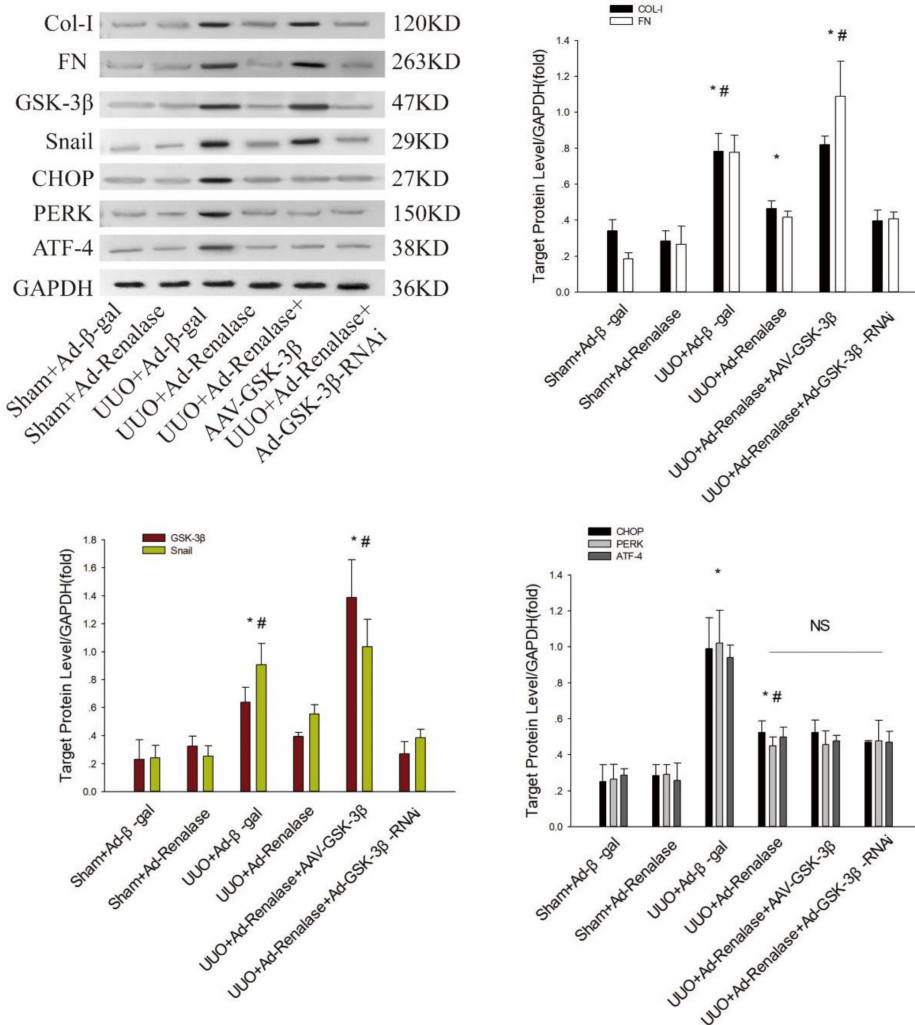 Col-I 120KD
FN 263KD
GSK-3β 47KD
Snail 29KD
CHOP 27KD
PERK 150KD
ATF-4 38KD
GAPDH 36KD
Sham+Ad-β-gal
Sham+Ad-Renalase
UUO+Ad-β-gal
UUO+Ad-Renalase
UUO+Ad-Renalase+
AAV-GSK-3β
UUO+Ad-Renalase+
Ad-GSK-3β-RNAi
COL-I
FN
Target Protein Level/GAPDH(fold)
1.4
1.2
1.0
.8
.6
.4
.2
0.0
* #
*
* #
Sham+Ad-β -gal
Sham+Ad-Renalase
UUO+Ad-β -gal
UUO+Ad-Renalase
UUO+Ad-Renalase+AAV-GSK-3β
UUO+Ad-Renalase+Ad-GSK-3β -RNAi
GSK-3β
Snail
Target Protein Level/GAPDH(fold)
1.8
1.6
1.4
1.2
1.0
.8
.6
.4
.2
0.0
* #
* #
Sham+Ad-β -gal
Sham+Ad-Renalase
UUO+Ad-β -gal
UUO+Ad-Renalase
UUO+Ad-Renalase+AAV-GSK-3β
UUO+Ad-Renalase+Ad-GSK-3β -RNAi
CHOP
PERK
ATF-4
Target Protein Level/GAPDH(fold)
1.4
1.2
1.0
.8
.6
.4
.2
0.0
*
NS
* #
Sham+Ad-β -gal
Sham+Ad-Renalase
UUO+Ad-β -gal
UUO+Ad-Renalase
UUO+Ad-Renalase+AAV-GSK-3β
UUO+Ad-Renalase+Ad-GSK-3β -RNAi